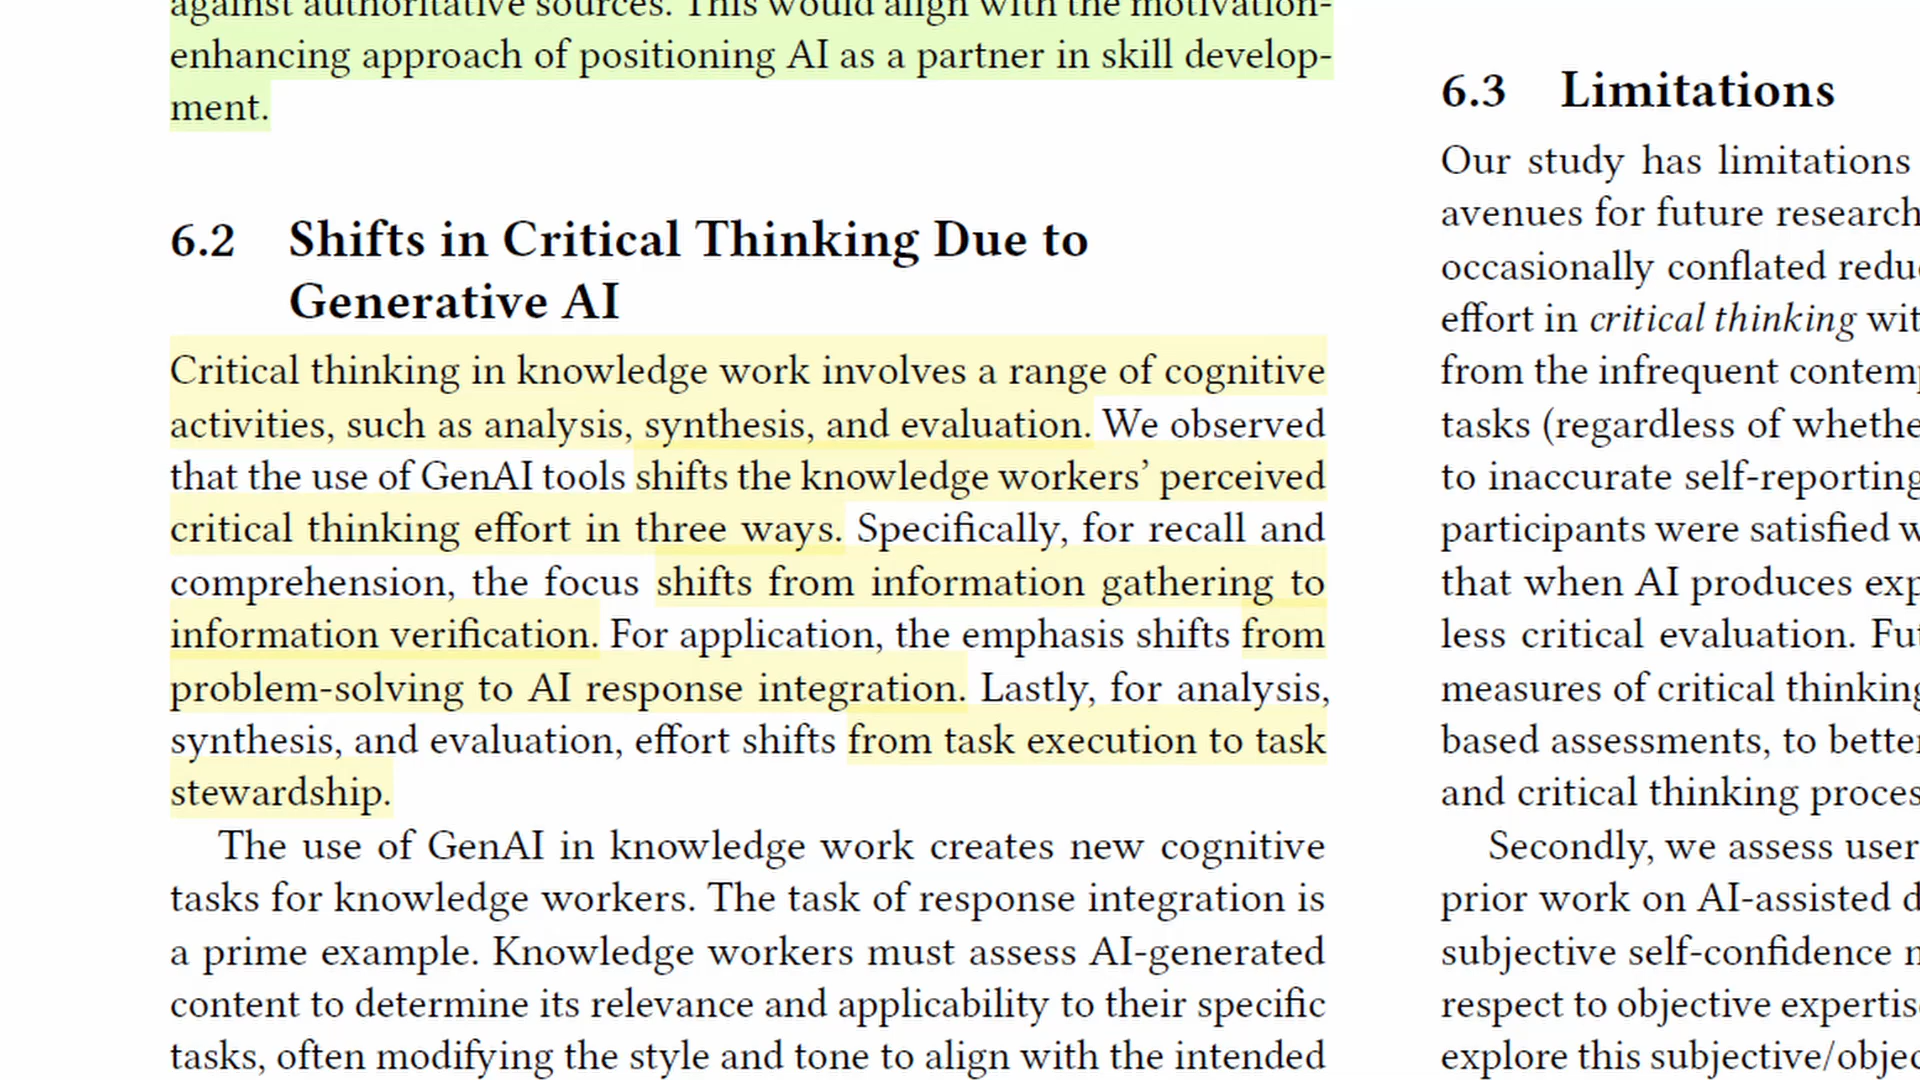 against authoritative sources. This would align with the motivation-
enhancing approach of positioning AI as a partner in skill develop-
ment.
6.2 Shifts in Critical Thinking Due to
Generative AI
Critical thinking in knowledge work involves a range of cognitive
activities, such as analysis, synthesis, and evaluation. We observed
that the use of GenAI tools shifts the knowledge workers’ perceived
critical thinking effort in three ways. Specifically, for recall and
comprehension, the focus shifts from information gathering to
information verification. For application, the emphasis shifts from
problem-solving to AI response integration. Lastly, for analysis,
synthesis, and evaluation, effort shifts from task execution to task
stewardship.
The use of GenAI in knowledge work creates new cognitive
tasks for knowledge workers. The task of response integration is
a prime example. Knowledge workers must assess AI-generated
content to determine its relevance and applicability to their specific
tasks, often modifying the style and tone to align with the intended
6.3 Limitations
Our study has limitations
avenues for future research
occasionally conflated
effort in critical thinking
from the infrequent
tasks (regardless of
to inaccurate self-reporting
participants were satisfied
that when AI produces
less critical evaluation.
measures of critical thinking
based assessments, to
and critical thinking
Secondly, we assess
prior work on AI-assisted
subjective self-confidence
respect to objective
explore this